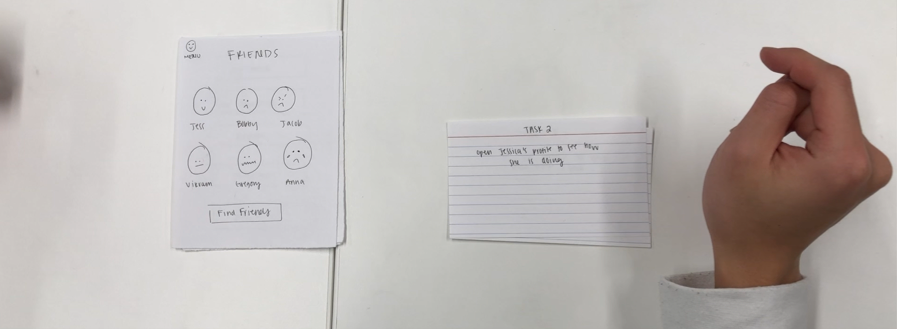 MENU
FRIENDS
Jess Bobby Jacob
Vikram Gregory Anna
Find Friends
TASK 2
open Jessica's profile to see how
she is doing